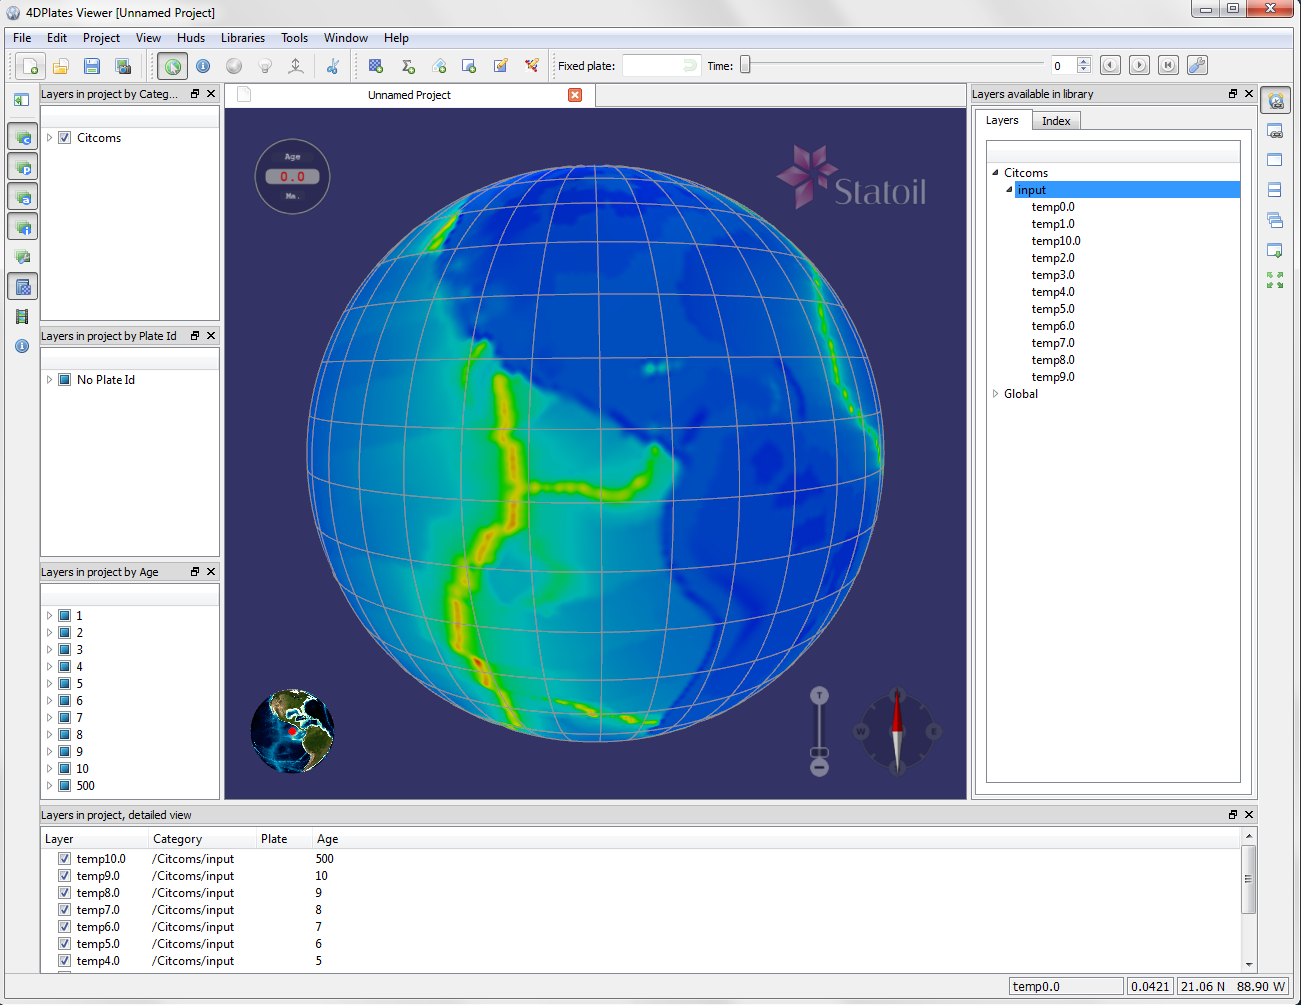 4DPlates Viewer [Unnamed Project]
File Edit Project View Huds Libraries Tools Window Help
Fixed plate: Time: 0
Layers in project by Categ...
Citcoms
Layers in project by Plate Id
No Plate Id
Layers in project by Age
1
2
3
4
5
6
7
8
9
10
500
Unnamed Project
Age
0.0
Ma.
Statoil
T
W E
Layers available in library
Layers Index
Citcoms
input
temp0.0
temp1.0
temp10.0
temp2.0
temp3.0
temp4.0
temp5.0
temp6.0
temp7.0
temp8.0
temp9.0
Global
Layers in project, detailed view
Layer Category Plate Age
temp10.0 /Citcoms/input 500
temp9.0 /Citcoms/input 10
temp8.0 /Citcoms/input 9
temp7.0 /Citcoms/input 8
temp6.0 /Citcoms/input 7
temp5.0 /Citcoms/input 6
temp4.0 /Citcoms/input 5
temp0.0 0.0421 21.06 N 88.90 W